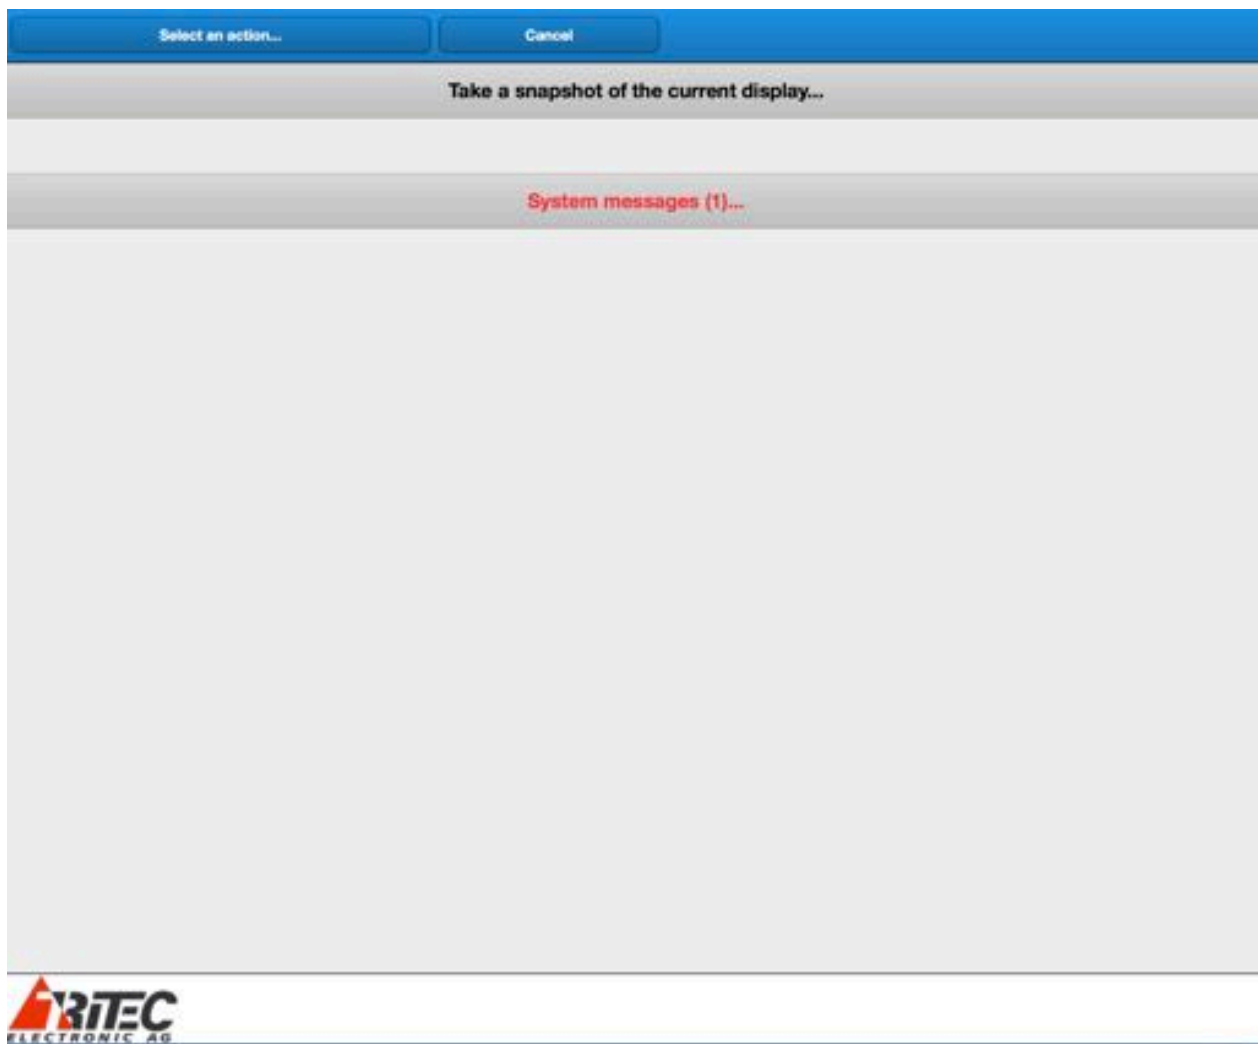 Select an action...
Cancel
Take a snapshot of the current display...
System messages (1)...
TRiTEC
ELECTRONIC AG